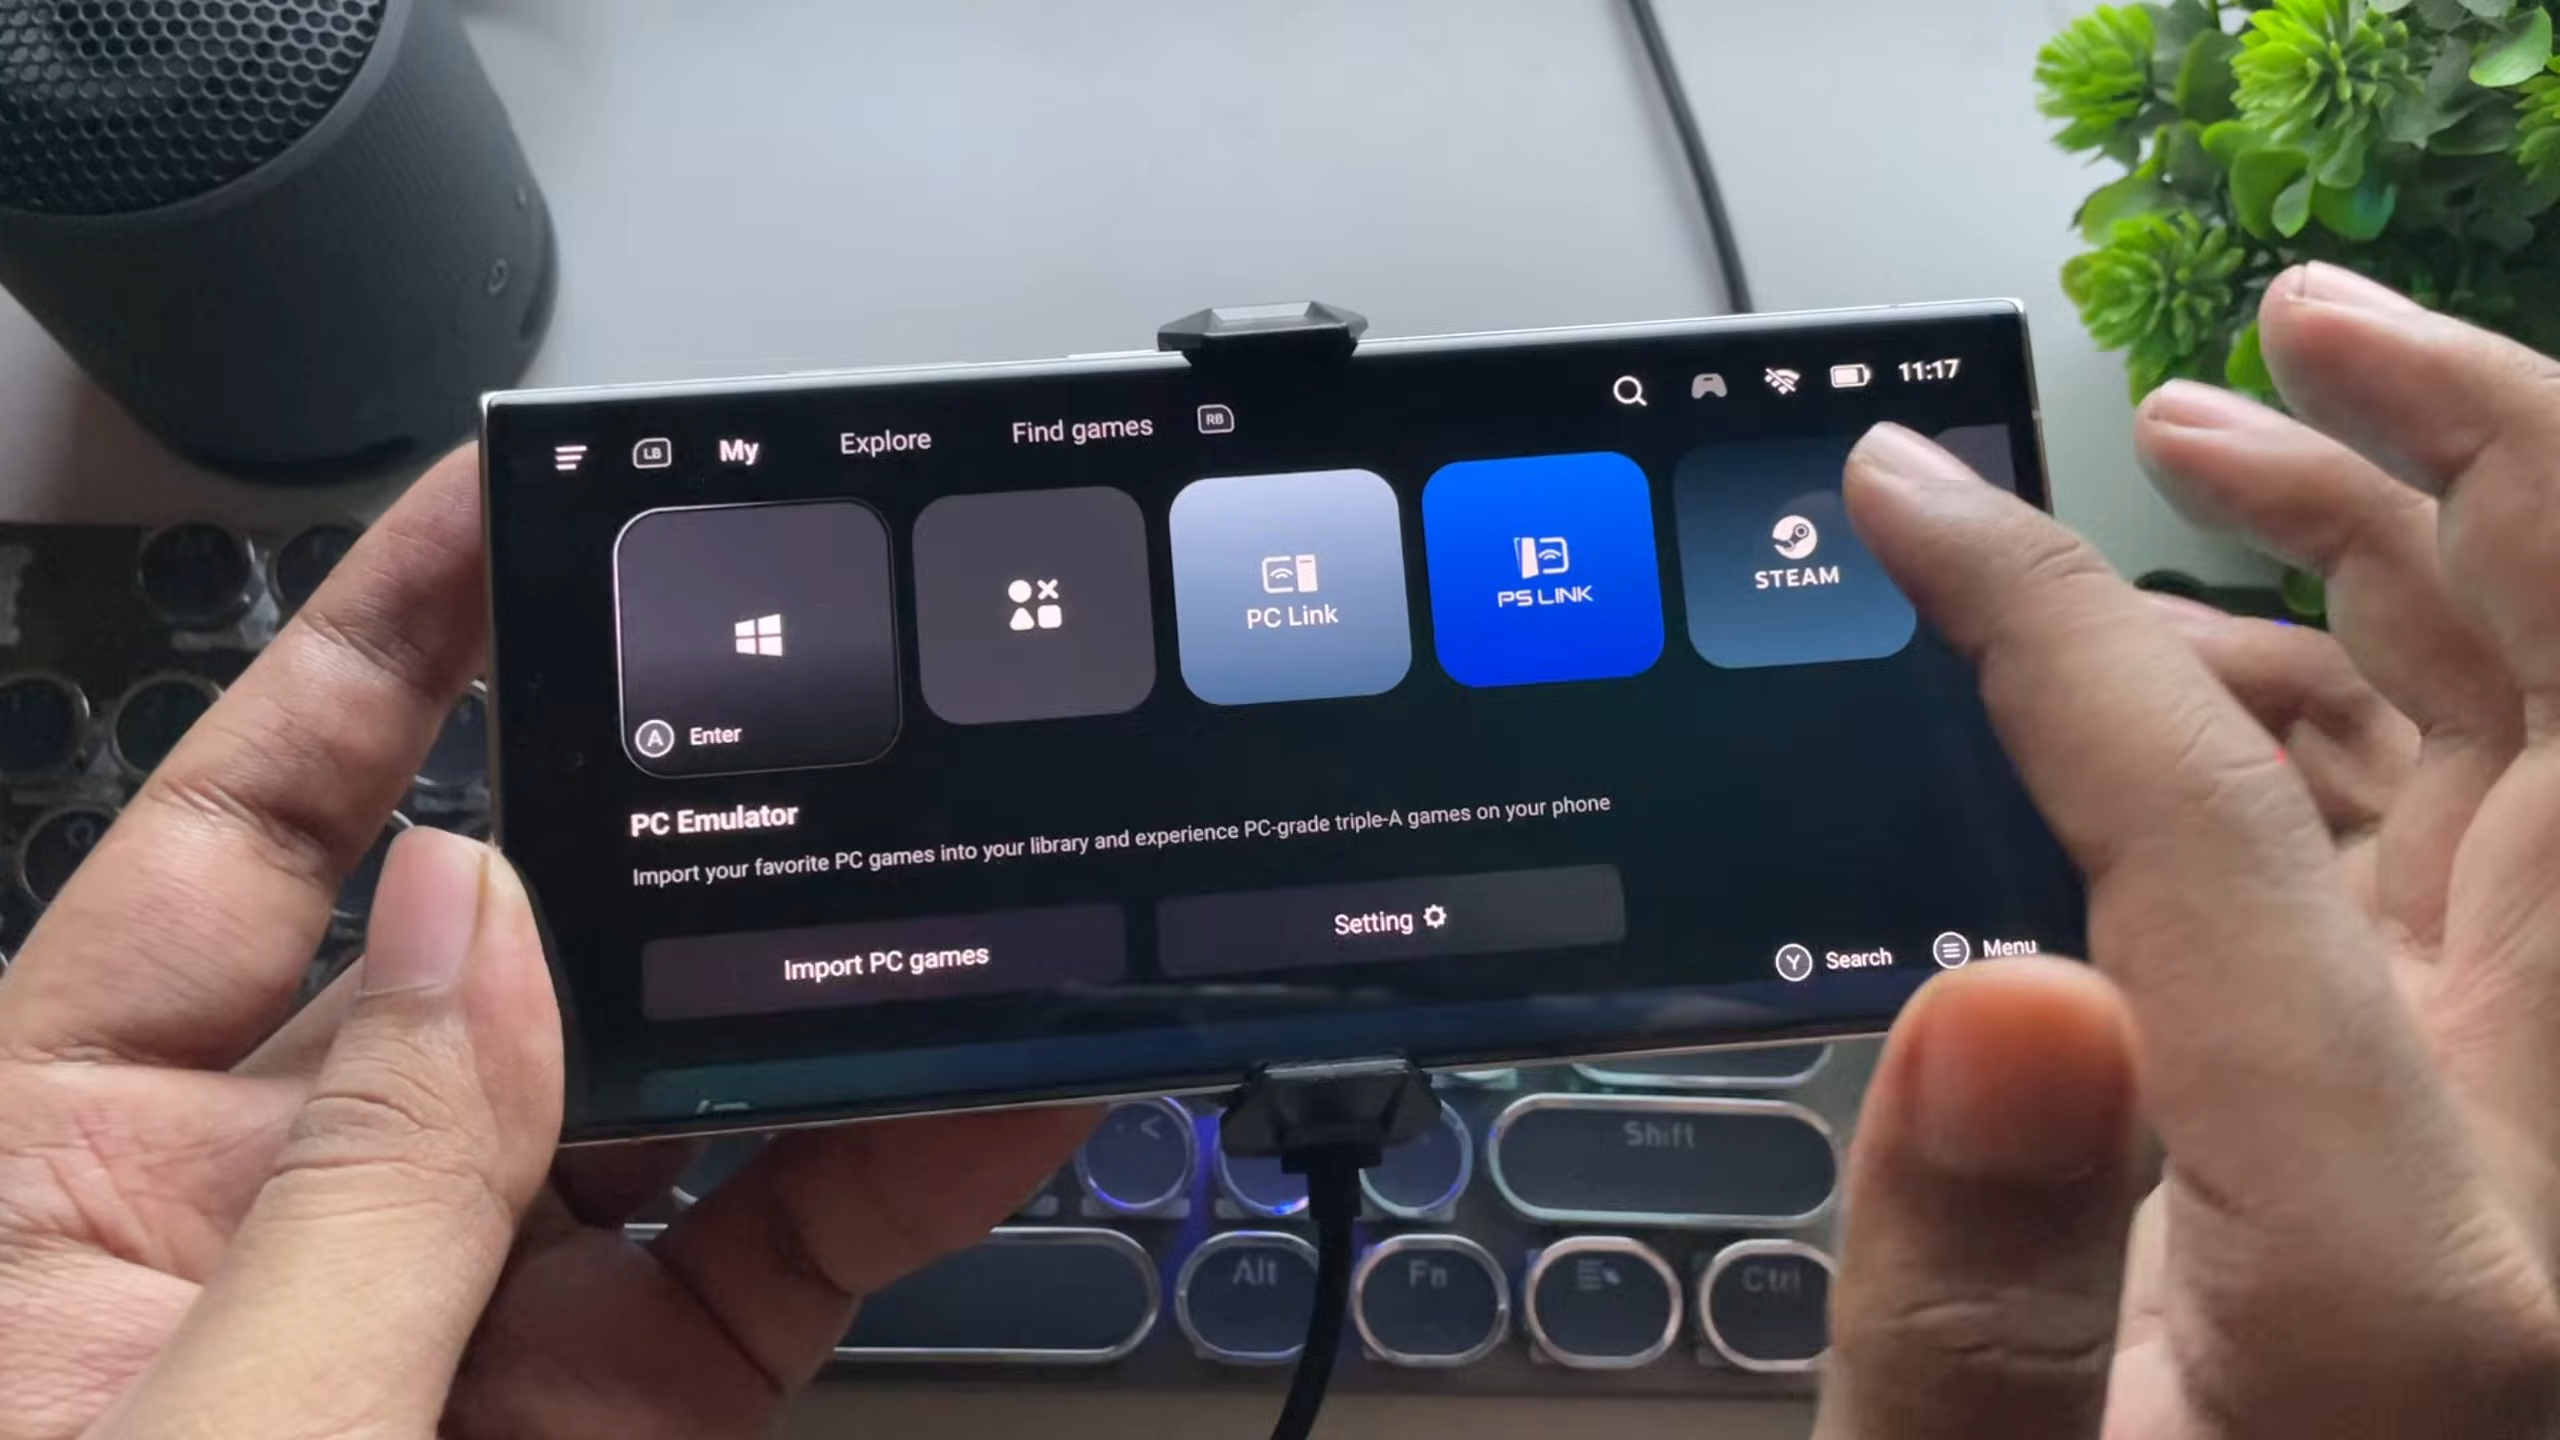 LB My Explore Find games RB 11:17
PC Link
PS LINK
STEAM
A Enter
PC Emulator
Import your favorite PC games into your library and experience PC-grade triple-A games on your phone
Import PC games
Setting
Y Search
Menu
<
Shift
Alt
Fn
Ctrl